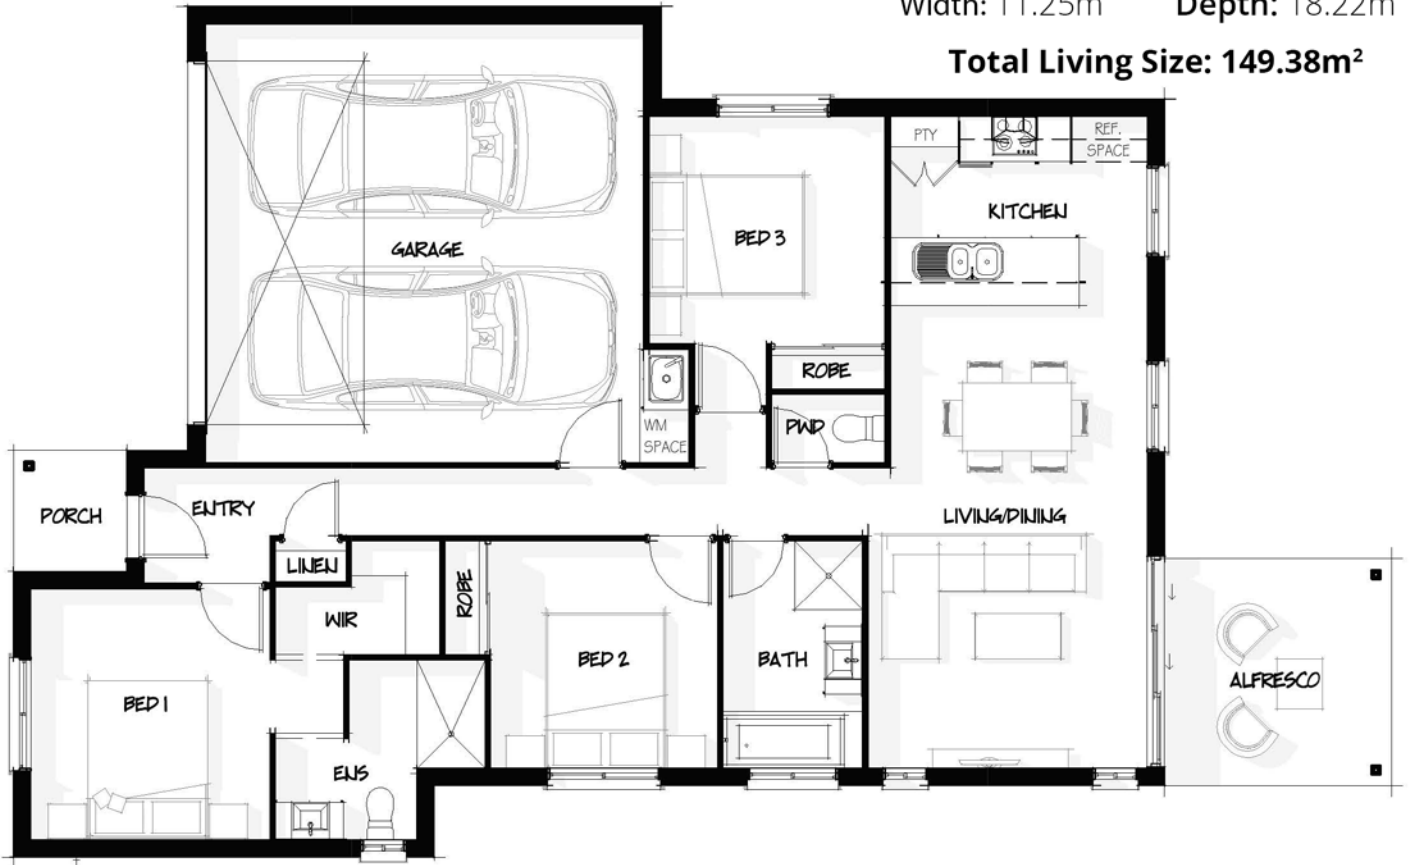 Width: 11.25m Depth: 18.22m
Total Living Size: 149.38m²
PTY
REF.
SPACE
KITCHEN
BED 3
GARAGE
ROBE
PWD
WM
SPACE
ENTRY
PORCH
LIVING/DINING
LINEN
ROBE
WIR
BED 2
BATH
ALFRESCO
BED 1
ENS